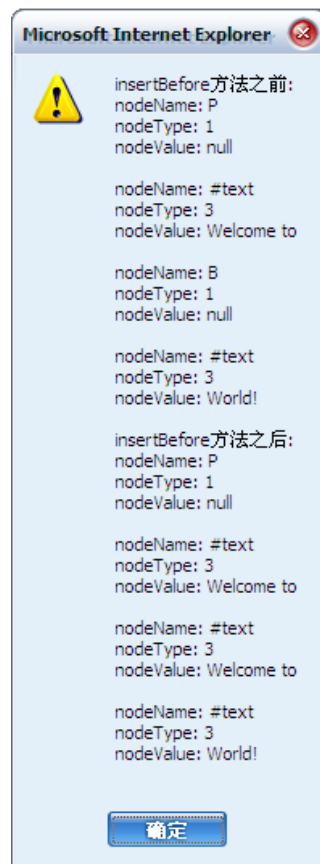 Microsoft Internet Explorer
insertBefore方法之前:
nodeName: P
nodeType: 1
nodeValue: null
nodeName: #text
nodeType: 3
nodeValue: Welcome to
nodeName: B
nodeType: 1
nodeValue: null
nodeName: #text
nodeType: 3
nodeValue: World!
insertBefore方法之后:
nodeName: P
nodeType: 1
nodeValue: null
nodeName: #text
nodeType: 3
nodeValue: Welcome to
nodeName: #text
nodeType: 3
nodeValue: Welcome to
nodeName: #text
nodeType: 3
nodeValue: World!
确定